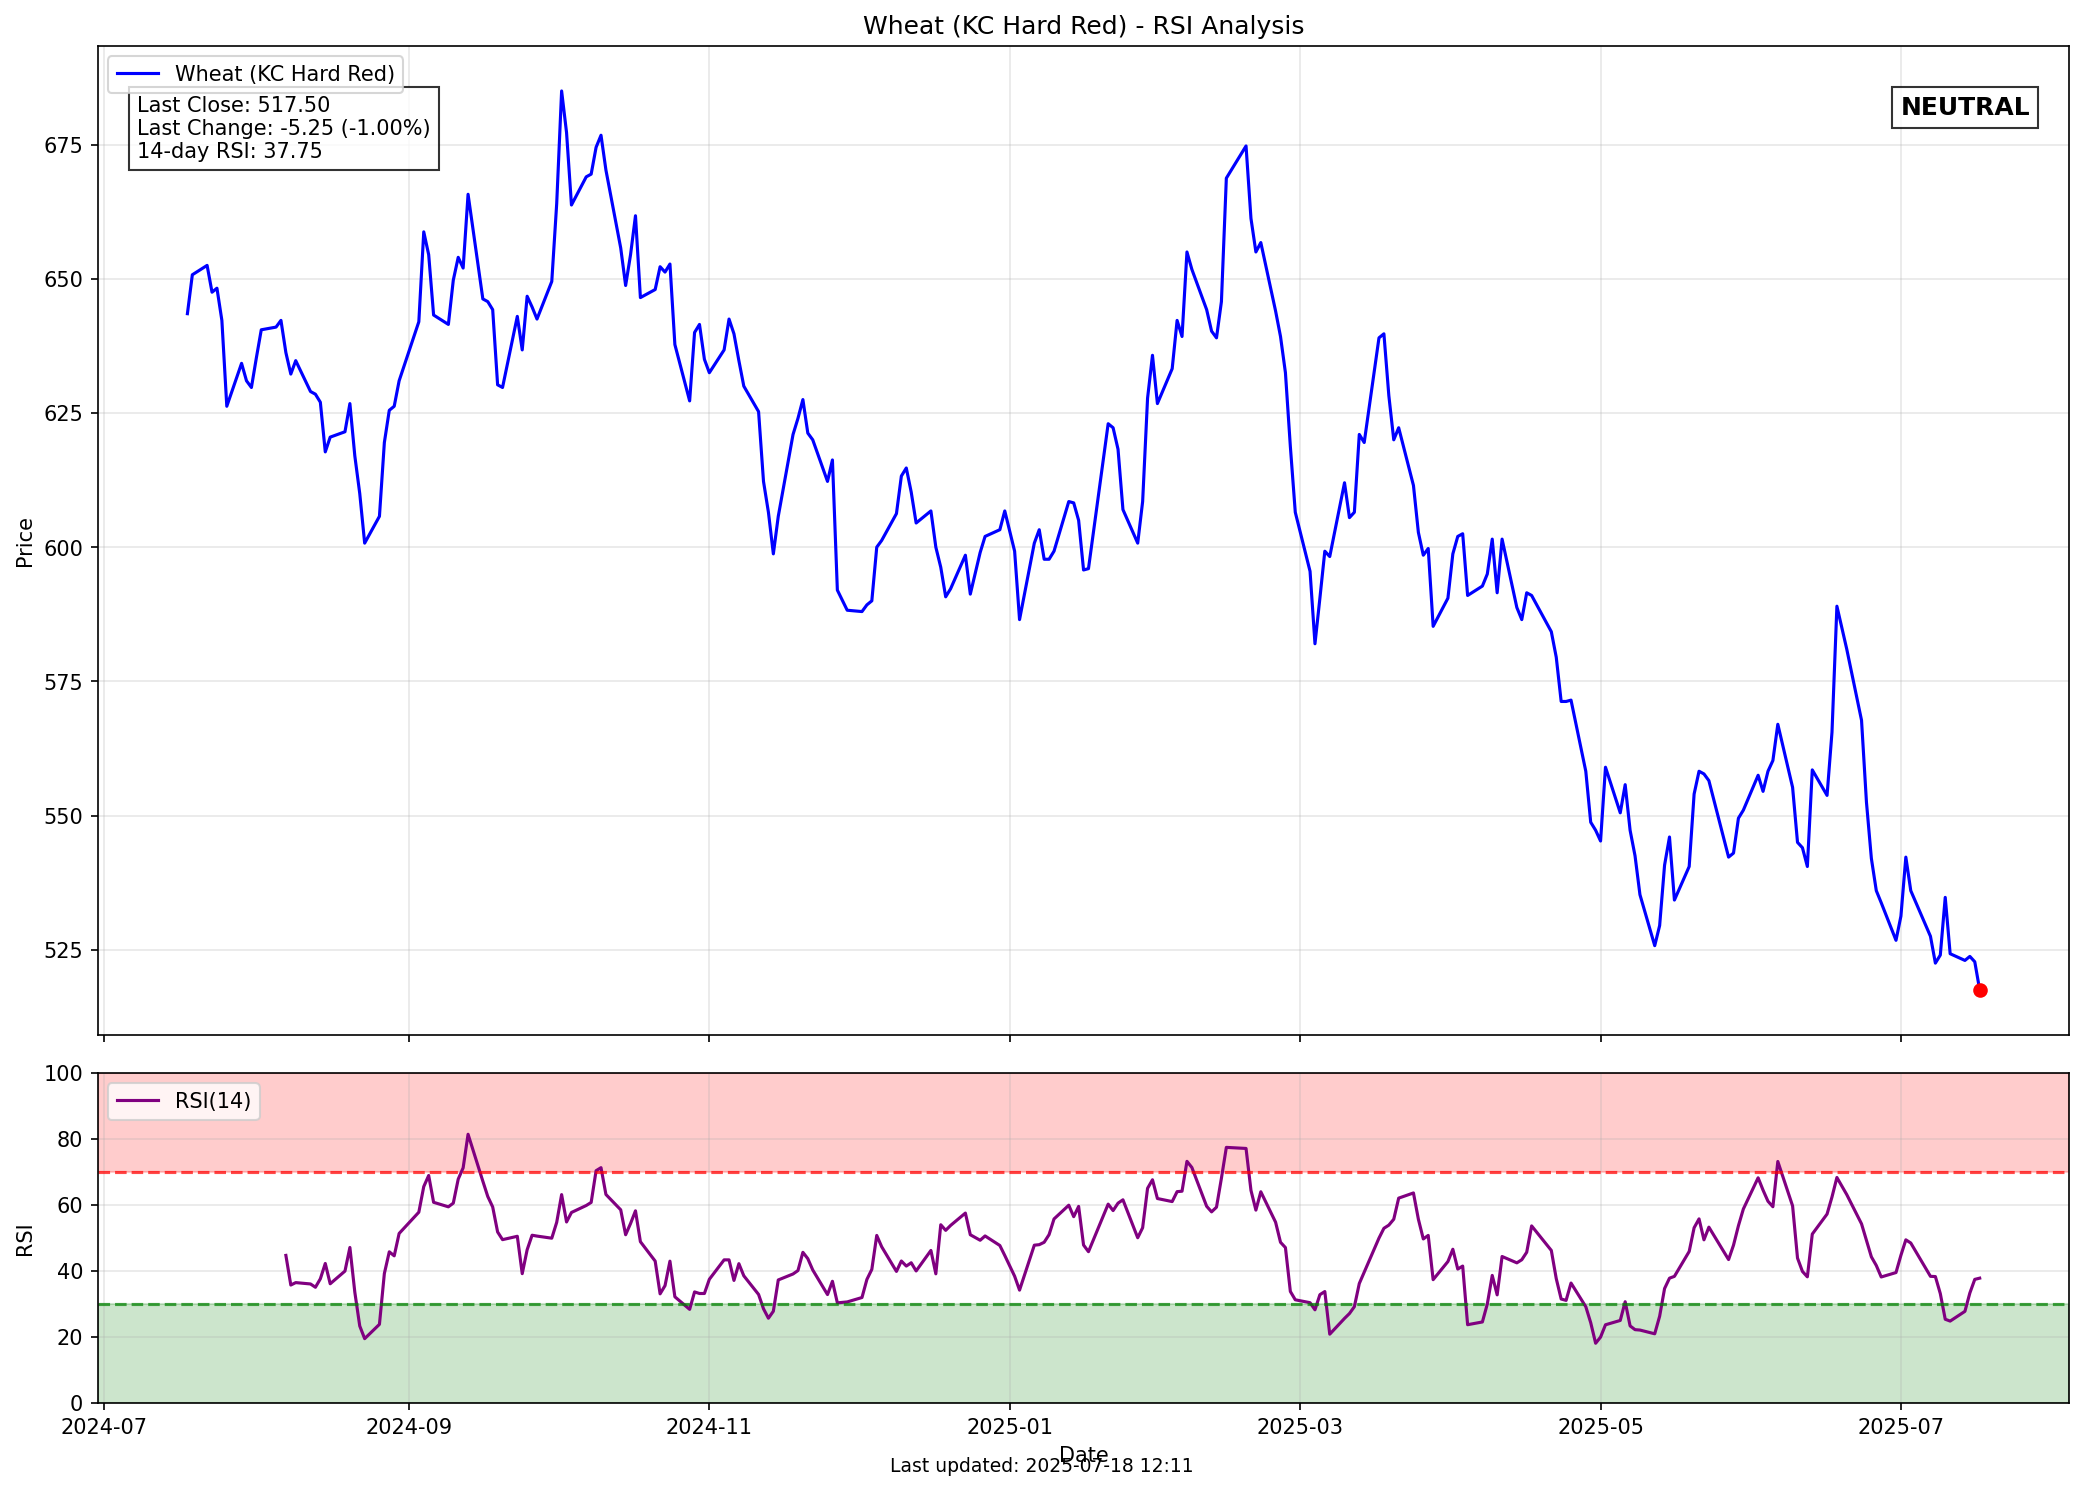 Wheat (KC Hard Red) - RSI Analysis
Wheat (KC Hard Red)
Last Close: 517.50
Last Change: -5.25 (-1.00%)
14-day RSI: 37.75
NEUTRAL
Price
675
650
625
600
575
550
525
RSI(14)
RSI
100
80
60
40
20
0
2024-07
2024-09
2024-11
2025-01
2025-03
2025-05
2025-07
Date
Last updated: 2025-07-18 12:11